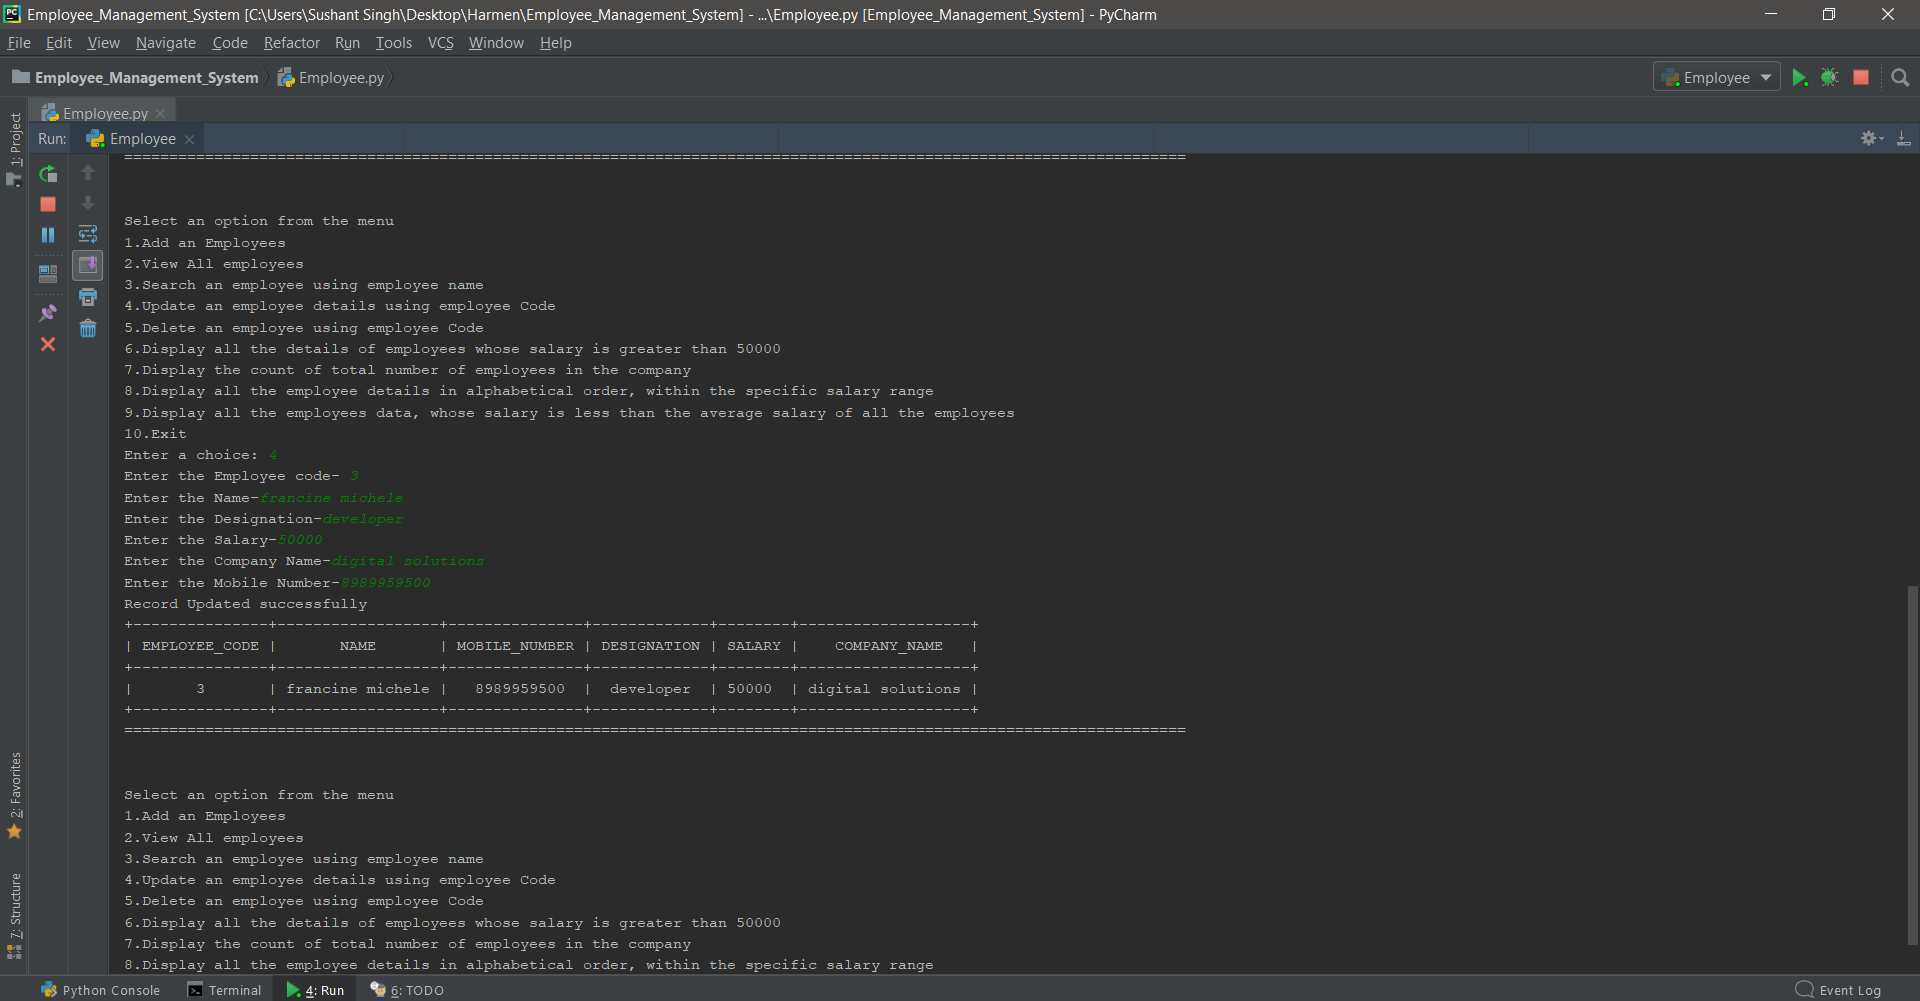 Employee_Management_System [C:\Users\Sushant Singh\Desktop\Harmen\Employee_Management_System] - ...\Employee.py [Employee_Management_System] - PyCharm
File Edit View Navigate Code Refactor Run Tools VCS Window Help
Employee_Management_System Employee.py Employee
Employee.py
Run: Employee
1: Project
======================================================================================================================
Select an option from the menu
1.Add an Employees
2.View All employees
3.Search an employee using employee name
4.Update an employee details using employee Code
5.Delete an employee using employee Code
6.Display all the details of employees whose salary is greater than 50000
7.Display the count of total number of employees in the company
8.Display all the employee details in alphabetical order, within the specific salary range
9.Display all the employees data, whose salary is less than the average salary of all the employees
10.Exit
Enter a choice: 4
Enter the Employee code- 3
Enter the Name-francine michele
Enter the Designation-developer
Enter the Salary-50000
Enter the Company Name-digital solutions
Enter the Mobile Number-8989959500
Record Updated successfully
+---------------+------------------+---------------+-------------+--------+-------------------+
| EMPLOYEE_CODE |       NAME       | MOBILE_NUMBER | DESIGNATION | SALARY |    COMPANY_NAME   |
+---------------+------------------+---------------+-------------+--------+-------------------+
|       3       | francine michele |   8989959500  |  developer  | 50000  | digital solutions |
+---------------+------------------+---------------+-------------+--------+-------------------+
======================================================================================================================
Select an option from the menu
1.Add an Employees
2.View All employees
3.Search an employee using employee name
4.Update an employee details using employee Code
5.Delete an employee using employee Code
6.Display all the details of employees whose salary is greater than 50000
7.Display the count of total number of employees in the company
8.Display all the employee details in alphabetical order, within the specific salary range
2: Favorites
7: Structure
Python Console Terminal 4: Run 6: TODO Event Log